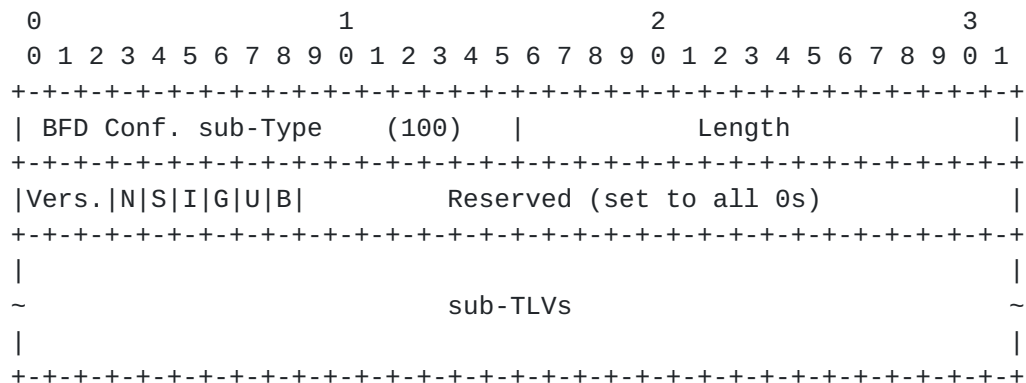 0                   1                   2                   3
 0 1 2 3 4 5 6 7 8 9 0 1 2 3 4 5 6 7 8 9 0 1 2 3 4 5 6 7 8 9 0 1
+-+-+-+-+-+-+-+-+-+-+-+-+-+-+-+-+-+-+-+-+-+-+-+-+-+-+-+-+-+-+-+-+
| BFD Conf. sub-Type    (100)   |           Length              |
+-+-+-+-+-+-+-+-+-+-+-+-+-+-+-+-+-+-+-+-+-+-+-+-+-+-+-+-+-+-+-+-+
|Vers.|N|S|I|G|U|B|         Reserved (set to all 0s)            |
+-+-+-+-+-+-+-+-+-+-+-+-+-+-+-+-+-+-+-+-+-+-+-+-+-+-+-+-+-+-+-+-+
|                                                               |
~                           sub-TLVs                            ~
|                                                               |
+-+-+-+-+-+-+-+-+-+-+-+-+-+-+-+-+-+-+-+-+-+-+-+-+-+-+-+-+-+-+-+-+